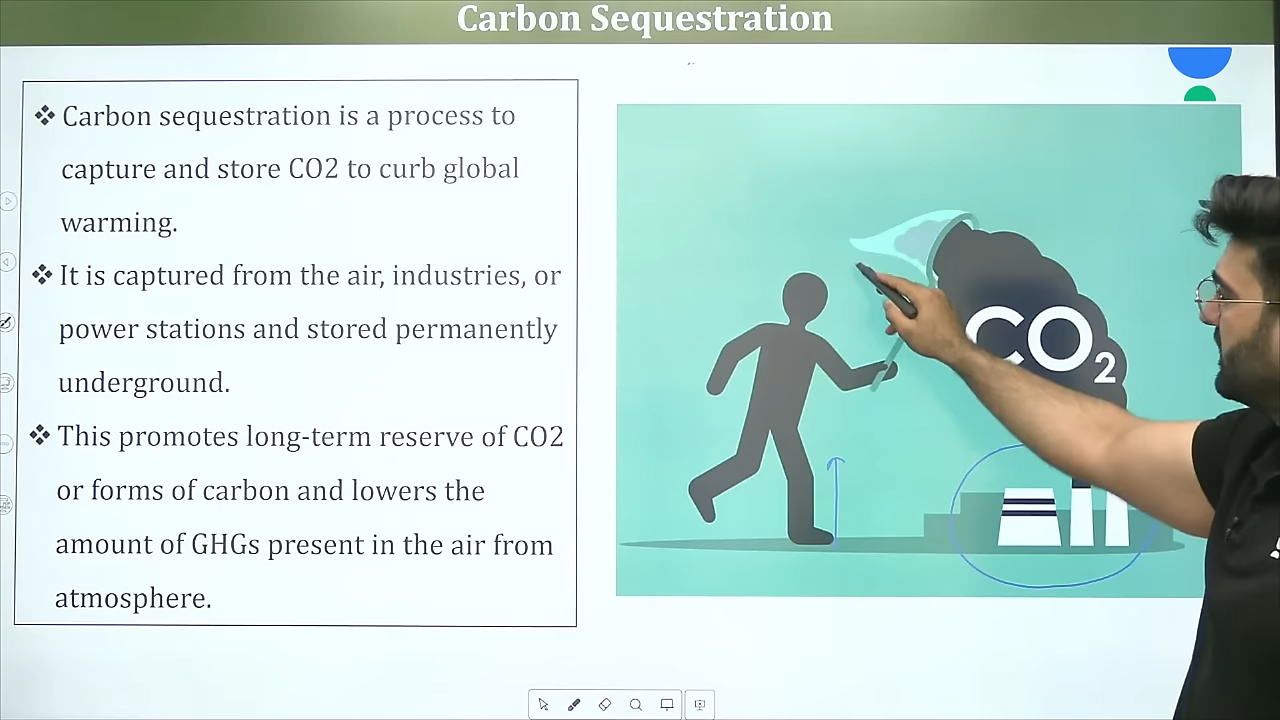 Carbon Sequestration
❖ Carbon sequestration is a process to
capture and store CO2 to curb global
warming.
❖ It is captured from the air, industries, or
power stations and stored permanently
underground.
❖ This promotes long-term reserve of CO2
or forms of carbon and lowers the
amount of GHGs present in the air from
atmosphere.
CO₂